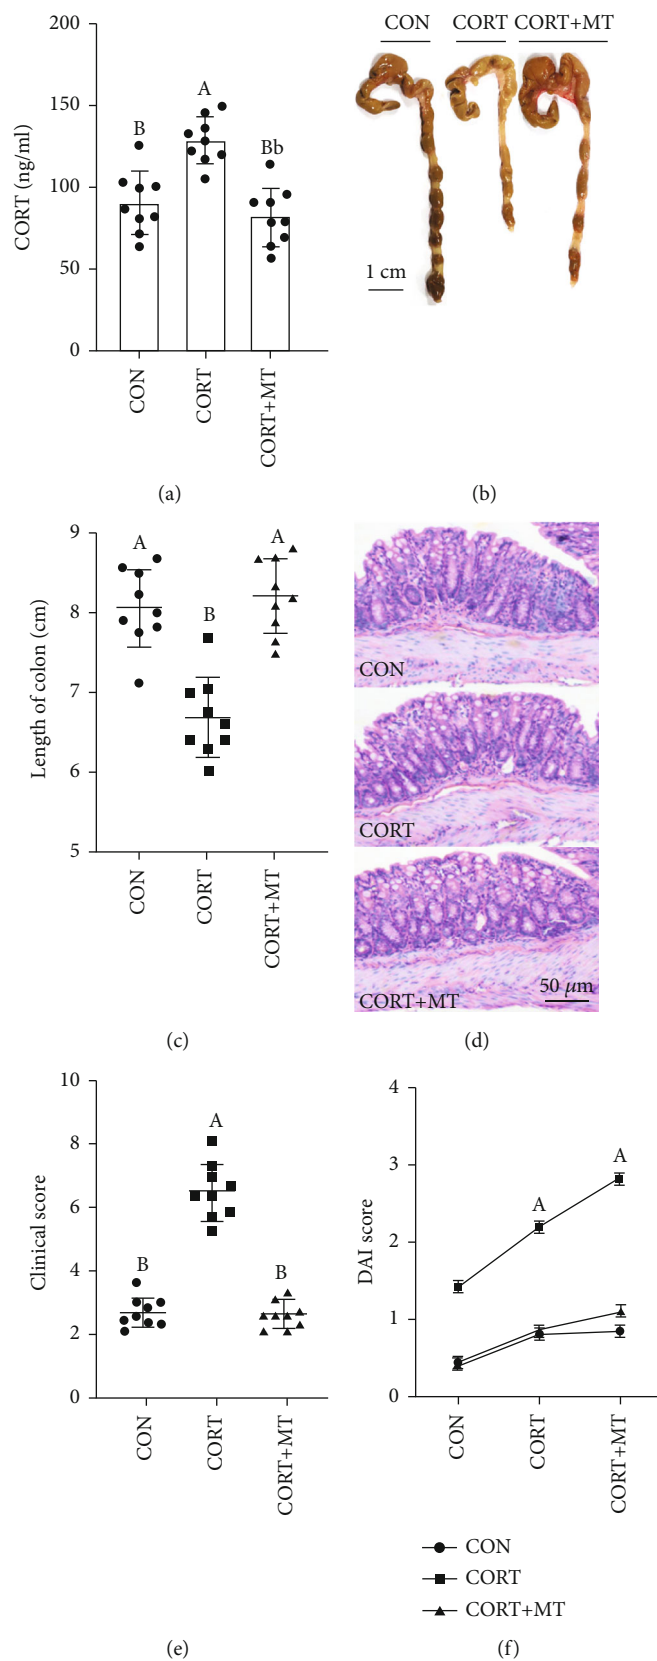 200
150
100
50
0
CORT (ng/ml)
B
A
Bb
CON
CORT
CORT+MT
(a)
CON CORT CORT+MT
1 cm
(b)
9
8
7
6
5
Length of colon (cm)
A
B
A
CON
CORT
CORT+MT
(c)
CON
CORT
CORT+MT
50 μm
(d)
10
8
6
4
2
0
Clinical score
B
A
B
CON
CORT
CORT+MT
(e)
4
3
2
1
0
DAI score
A
A
CON
CORT
CORT+MT
CON
CORT
CORT+MT
(f)